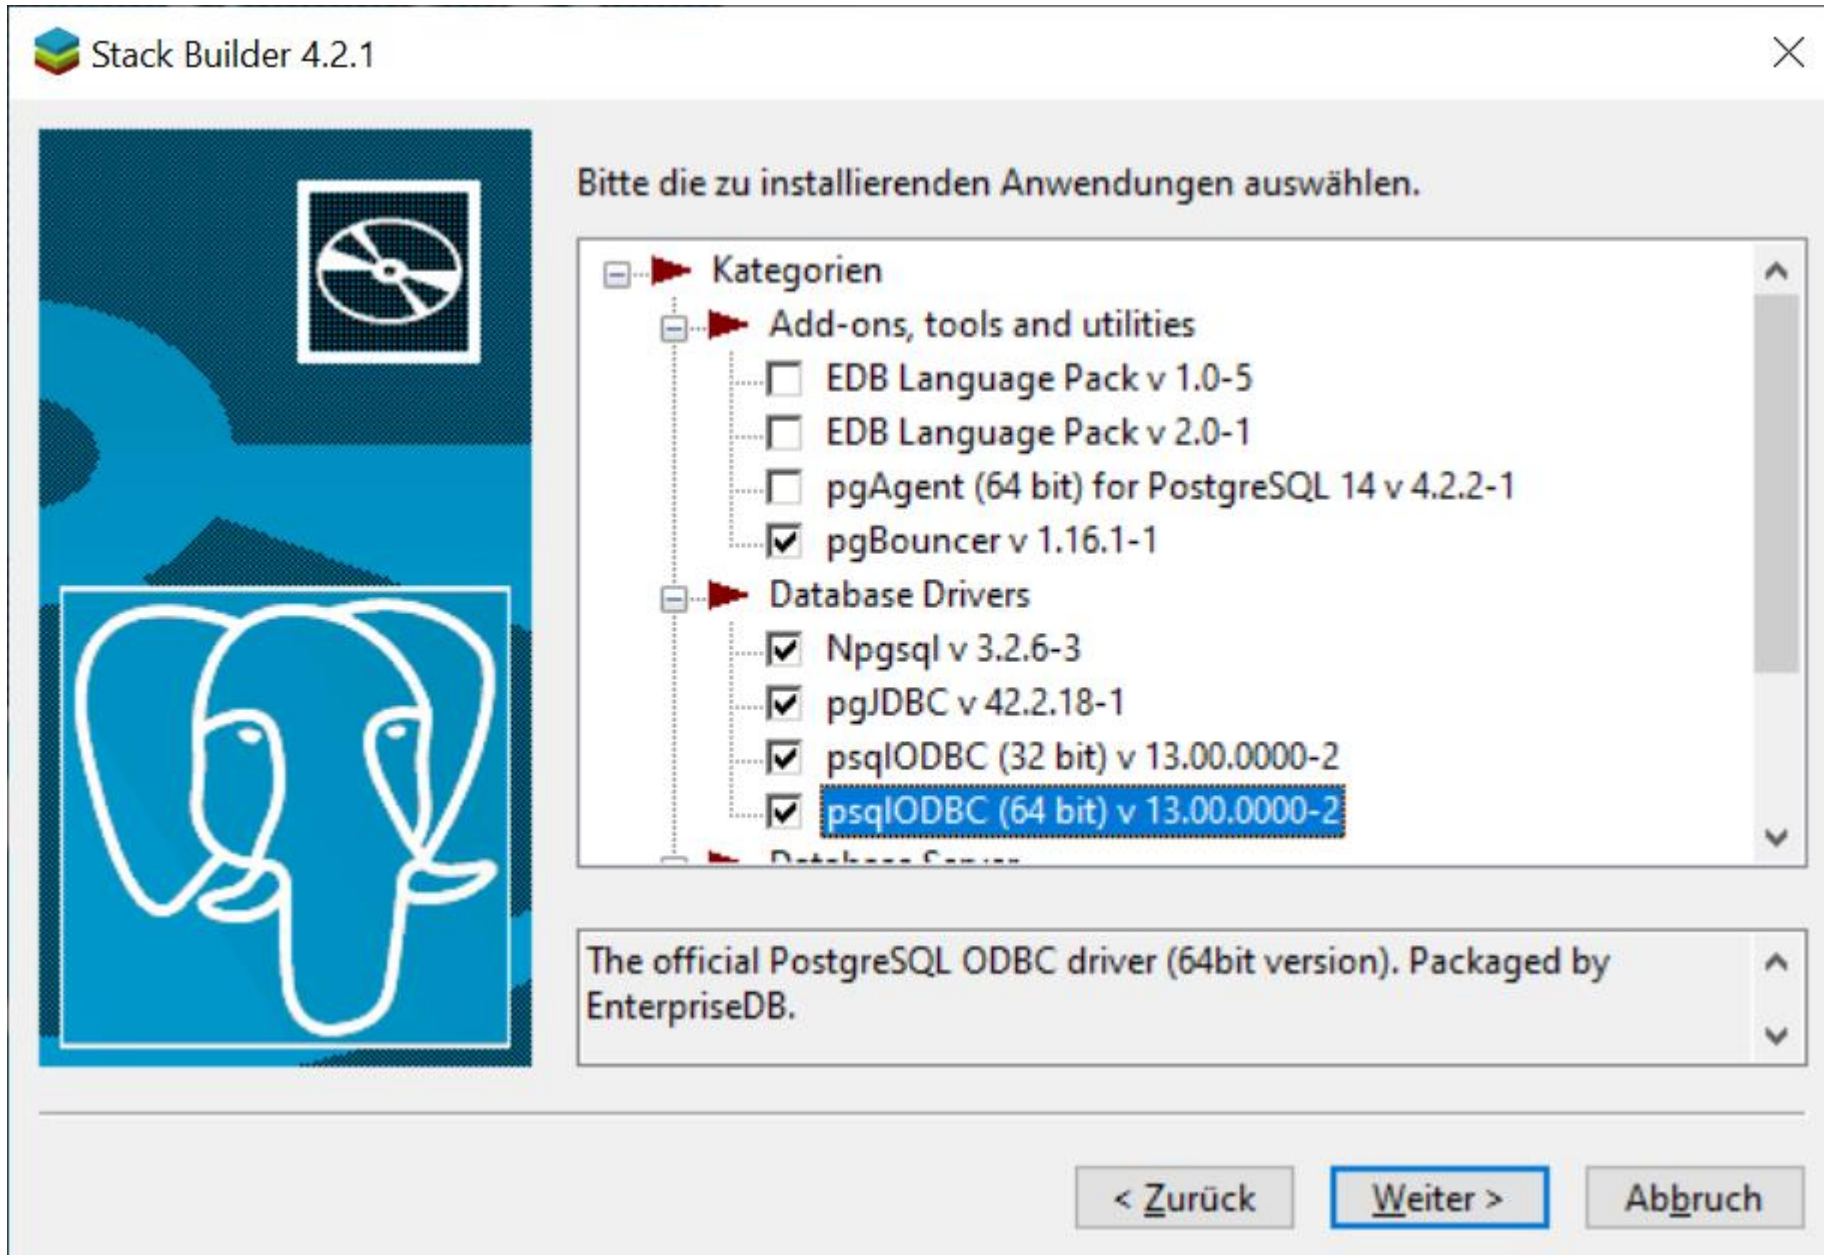 Stack Builder 4.2.1
Bitte die zu installierenden Anwendungen auswählen.
Kategorien
Add-ons, tools and utilities
EDB Language Pack v 1.0-5
EDB Language Pack v 2.0-1
pgAgent (64 bit) for PostgreSQL 14 v 4.2.2-1
pgBouncer v 1.16.1-1
Database Drivers
Npgsql v 3.2.6-3
pgJDBC v 42.2.18-1
psqlODBC (32 bit) v 13.00.0000-2
psqlODBC (64 bit) v 13.00.0000-2
Database Server
The official PostgreSQL ODBC driver (64bit version). Packaged by
EnterpriseDB.
< Zurück
Weiter >
Abbruch